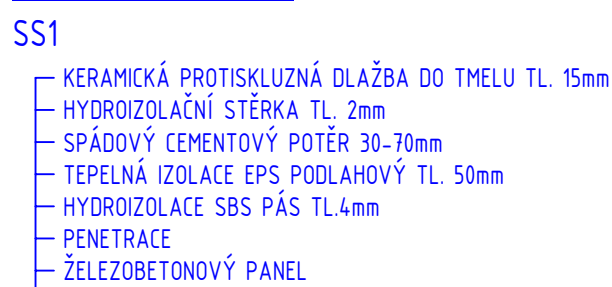 SS1
KERAMICKÁ PROTISKLUZNÁ DLAŽBA DO TMELU TL. 15mm
HYDROIZOLAČNÍ STĚRKA TL. 2mm
SPÁDOVÝ CEMENTOVÝ POTĚR 30-70mm
TEPELNÁ IZOLACE EPS PODLAHOVÝ TL. 50mm
HYDROIZOLACE SBS PÁS TL.4mm
PENETRACE
ŽELEZOBETONOVÝ PANEL